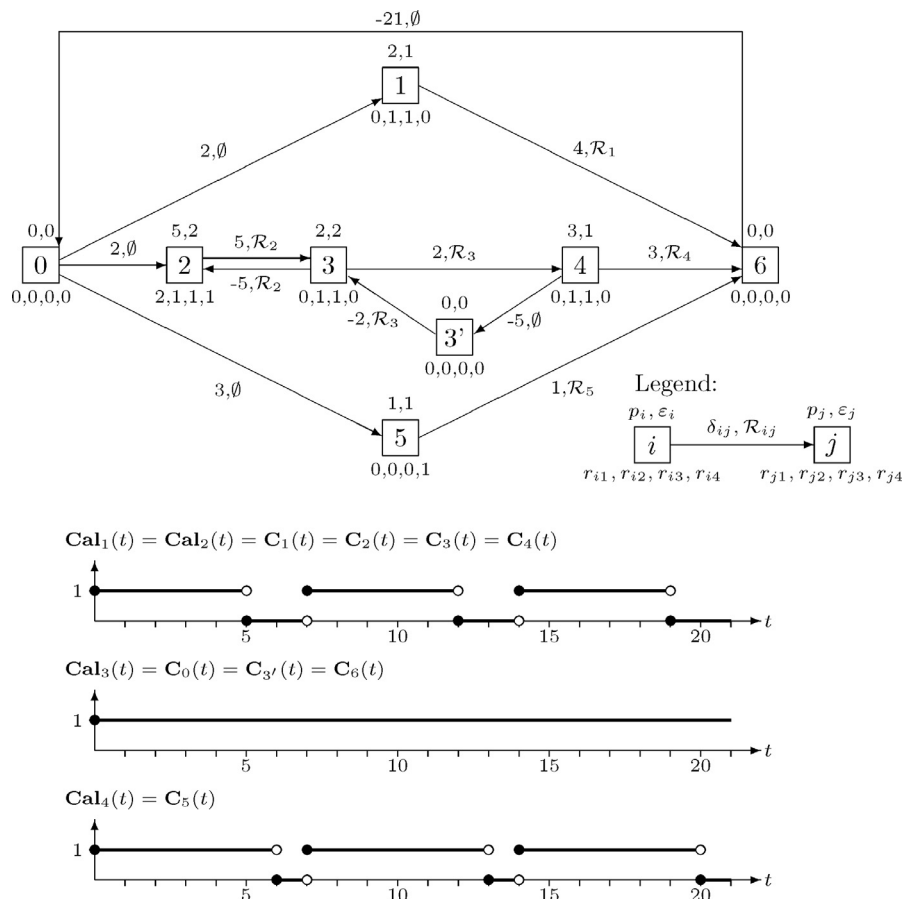 -21,∅
2,1
1
0,1,1,0
2,∅
4,ℛ₁
0,0
0
0,0,0,0
2,∅
5,2
2
2,1,1,1
5,ℛ₂
-5,ℛ₂
2,2
3
0,1,1,0
2,ℛ₃
3,1
4
0,1,1,0
3,ℛ₄
0,0
6
0,0,0,0
-2,ℛ₃
0,0
3'
0,0,0,0
-5,∅
3,∅
1,1
5
0,0,0,1
1,ℛ₅
Legend:
pᵢ, εᵢ
i
rᵢ₁, rᵢ₂, rᵢ₃, rᵢ₄
δᵢⱼ, ℛᵢⱼ
pⱼ, εⱼ
j
rⱼ₁, rⱼ₂, rⱼ₃, rⱼ₄
Cal₁(t) = Cal₂(t) = C₁(t) = C₂(t) = C₃(t) = C₄(t)
1
5 10 15 20 t
Cal₃(t) = C₀(t) = C₃′(t) = C₆(t)
1
5 10 15 20 t
Cal₄(t) = C₅(t)
1
5 10 15 20 t